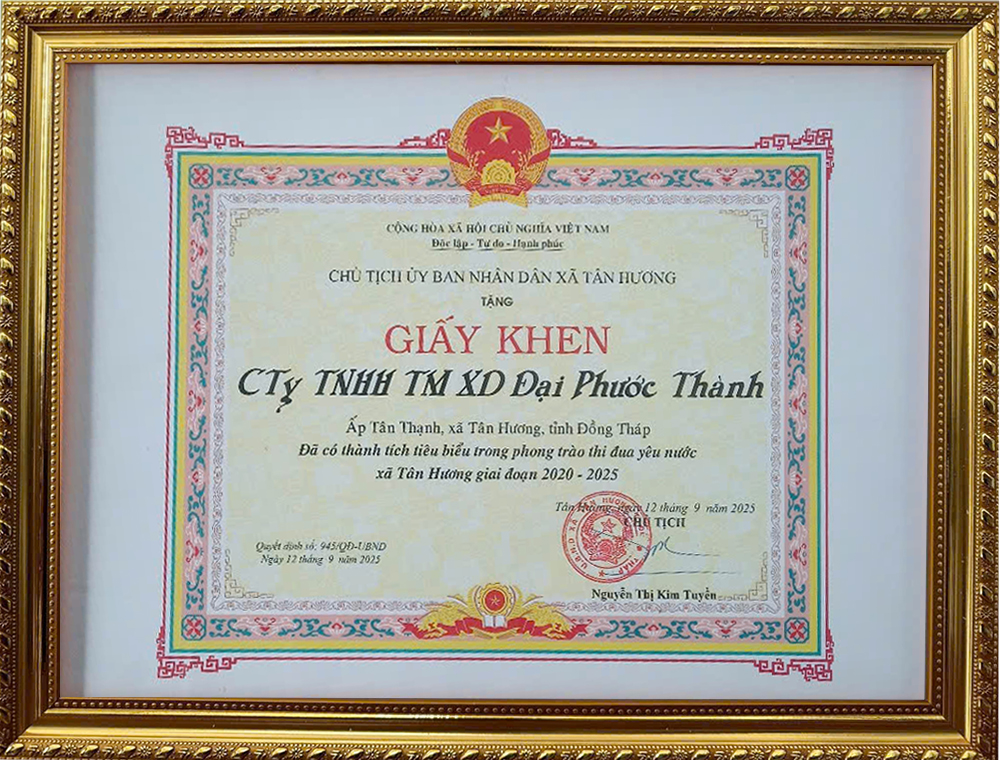 CỘNG HÒA XÃ HỘI CHỦ NGHĨA VIỆT NAM
Độc lập - Tự do - Hạnh phúc
CHỦ TỊCH ỦY BAN NHÂN DÂN XÃ TÂN HƯƠNG
TẶNG
GIẤY KHEN
CTy TNHH TM XD Đại Phước Thành
Ấp Tân Thạnh, xã Tân Hương, tỉnh Đồng Tháp
Đã có thành tích tiêu biểu trong phong trào thi đua yêu nước
xã Tân Hương giai đoạn 2020 - 2025
Tân Hương, ngày 12 tháng 9 năm 2025
CHỦ TỊCH
Quyết định số: 945/QĐ-UBND
Ngày 12 tháng 9 năm 2025
Nguyễn Thị Kim Tuyền